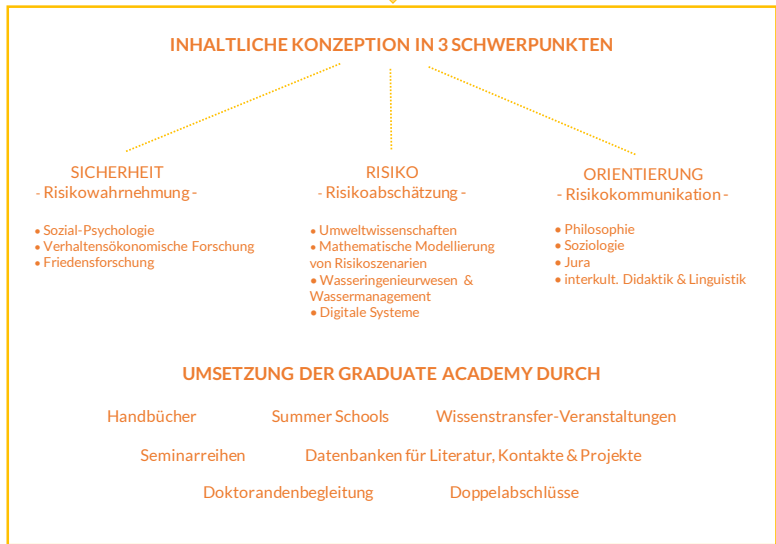 INHALTLICHE KONZEPTION IN 3 SCHWERPUNKTEN
SICHERHEIT
- Risikowahrnehmung -
• Sozial-Psychologie
• Verhaltensökonomische Forschung
• Friedensforschung
RISIKO
- Risikoabschätzung -
• Umweltwissenschaften
• Mathematische Modellierung
von Risikoszenarien
• Wasseringenieurwesen &
Wassermanagement
• Digitale Systeme
ORIENTIERUNG
- Risikokommunikation -
• Philosophie
• Soziologie
• Jura
• interkult. Didaktik & Linguistik
UMSETZUNG DER GRADUATE ACADEMY DURCH
Handbücher Summer Schools Wissenstransfer-Veranstaltungen
Seminarreihen Datenbanken für Literatur, Kontakte & Projekte
Doktorandenbegleitung Doppelabschlüsse